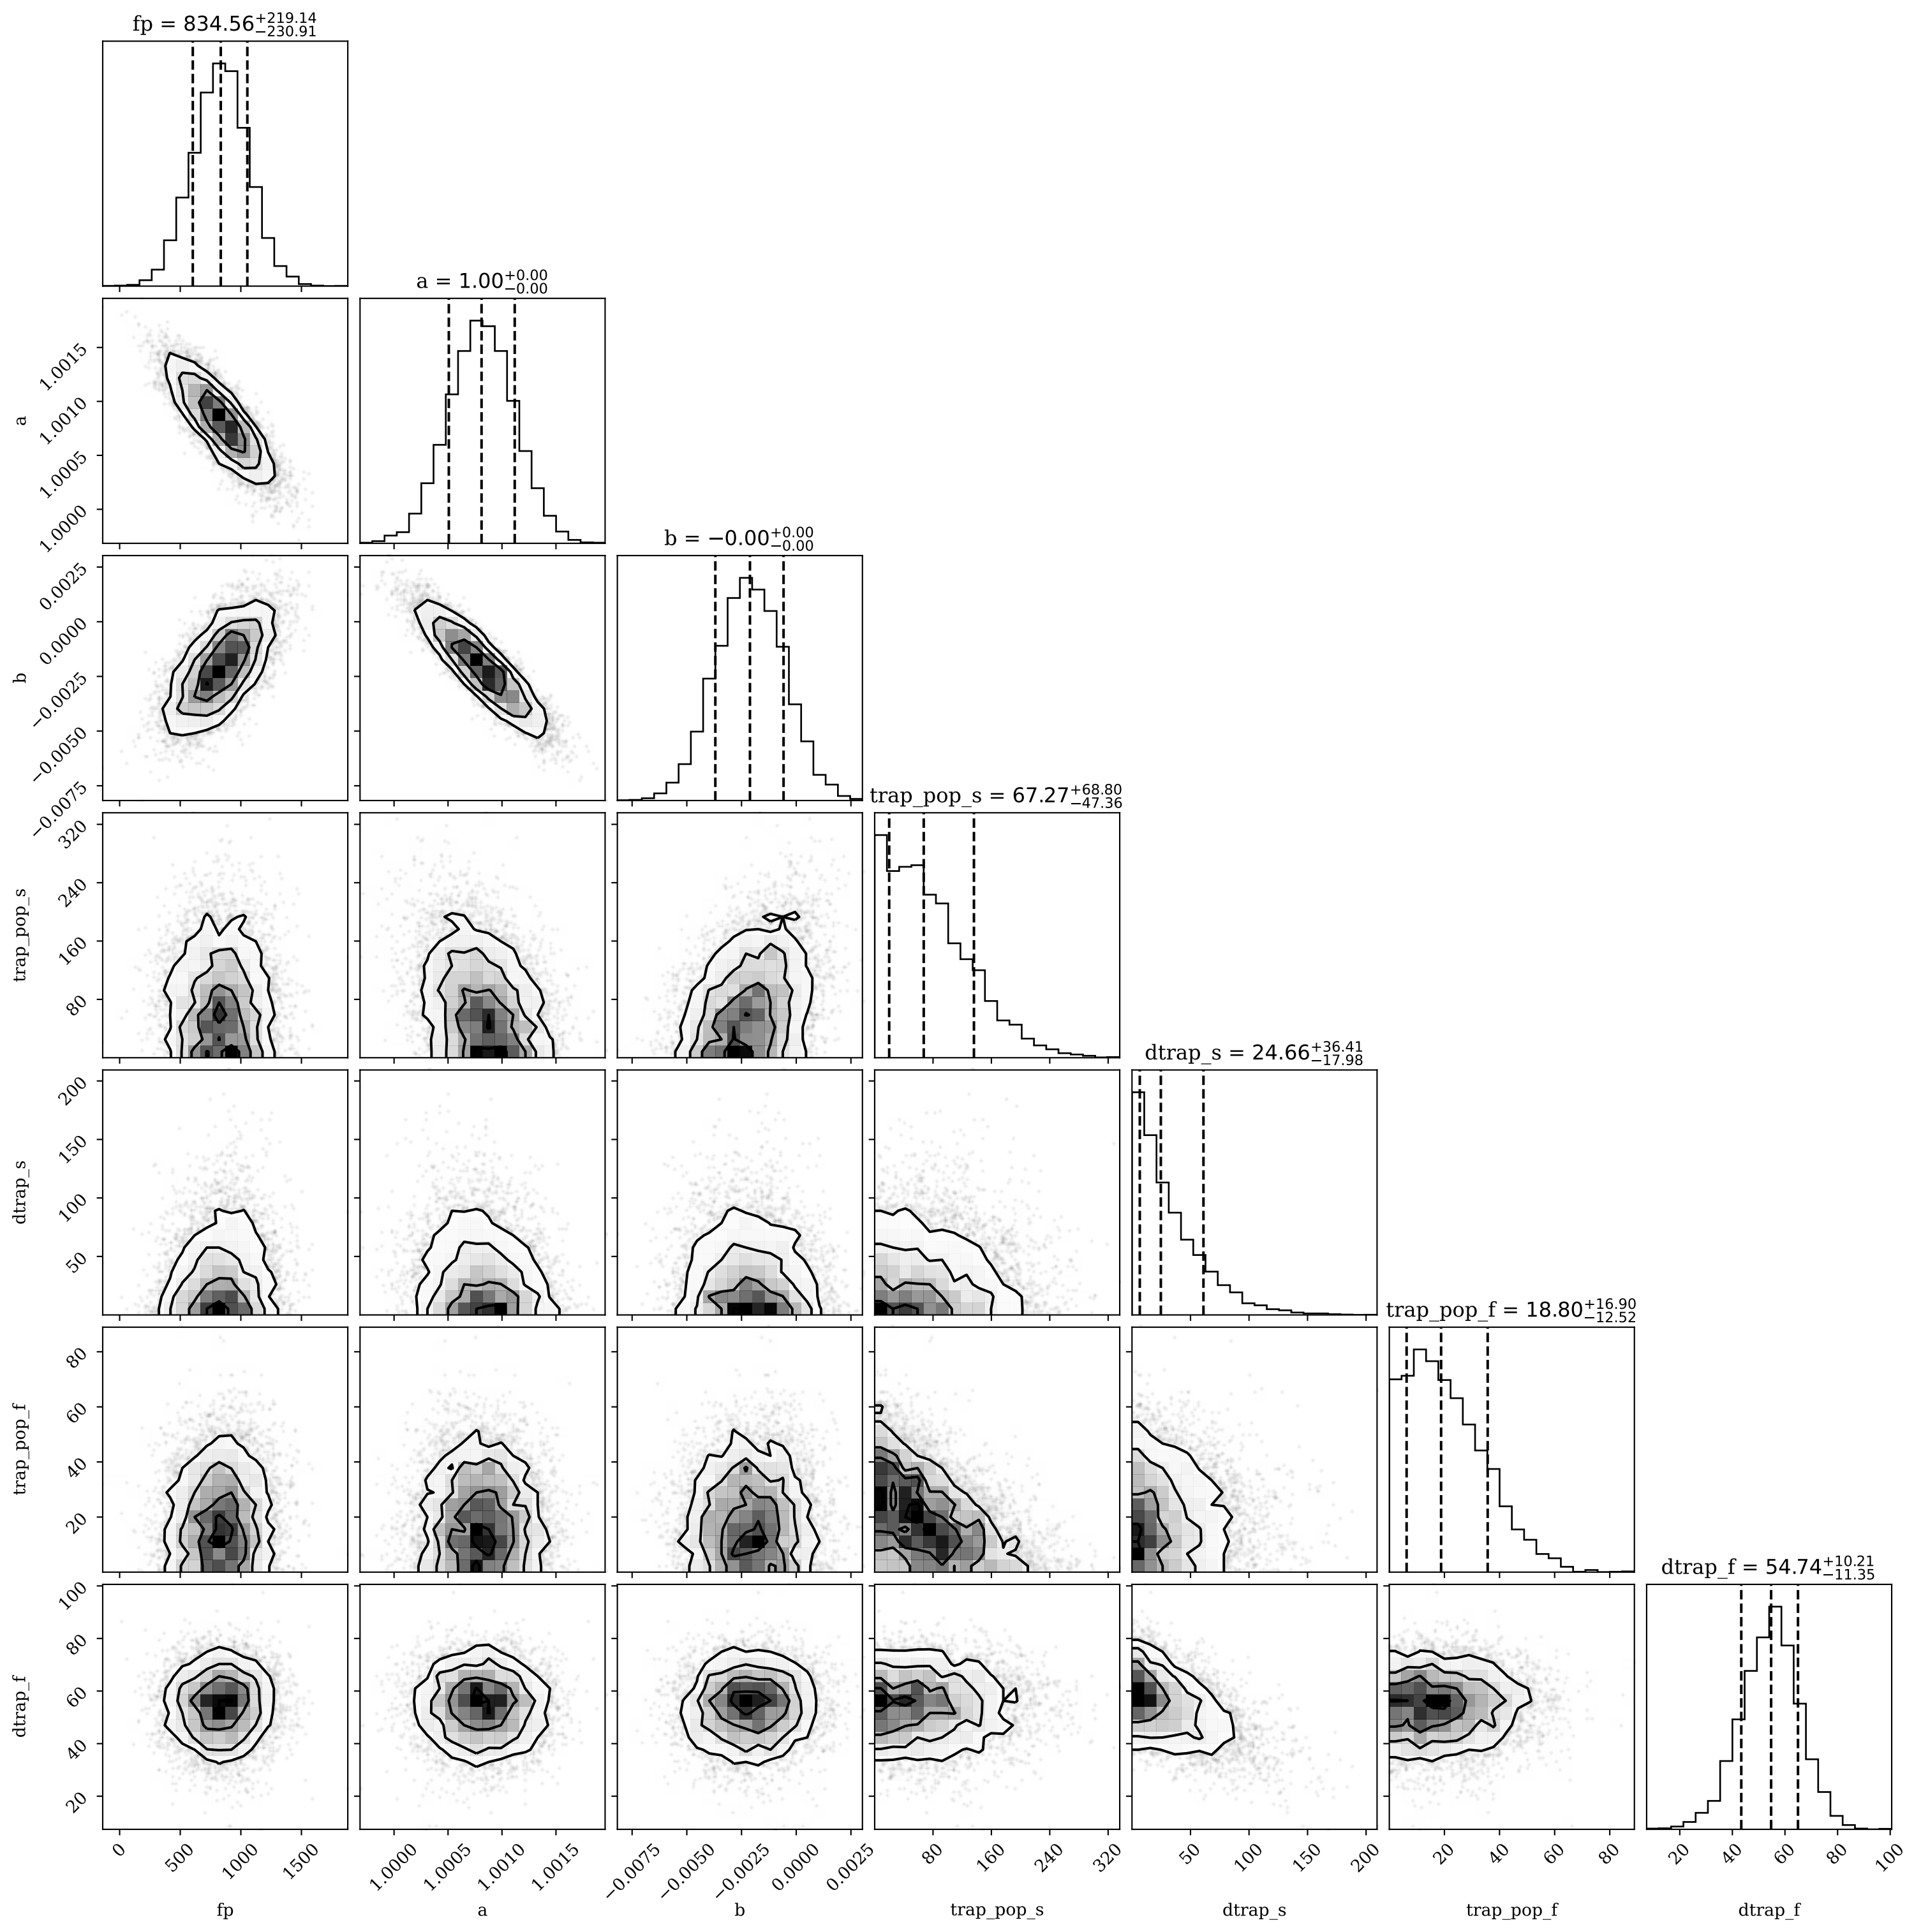 fp = 834.56 +219.14 −230.91
a = 1.00 +0.00 −0.00
1.0015
1.0010
1.0005
1.0000
a
b = −0.00 +0.00 −0.00
0.0025
0.0000
−0.0025
−0.0050
−0.0075
b
trap_pop_s = 67.27 +68.80 −47.36
320
240
160
80
trap_pop_s
dtrap_s = 24.66 +36.41 −17.98
200
150
100
50
dtrap_s
trap_pop_f = 18.80 +16.90 −12.52
80
60
40
20
trap_pop_f
dtrap_f = 54.74 +10.21 −11.35
100
80
60
40
20
dtrap_f
0 500 1000 1500 1.0000 1.0005 1.0010 1.0015 −0.0075 −0.0050 −0.0025 0.0000 0.0025 80 160 240 320 50 100 150 200 20 40 60 80 20 40 60 80 100
fp a b trap_pop_s dtrap_s trap_pop_f dtrap_f